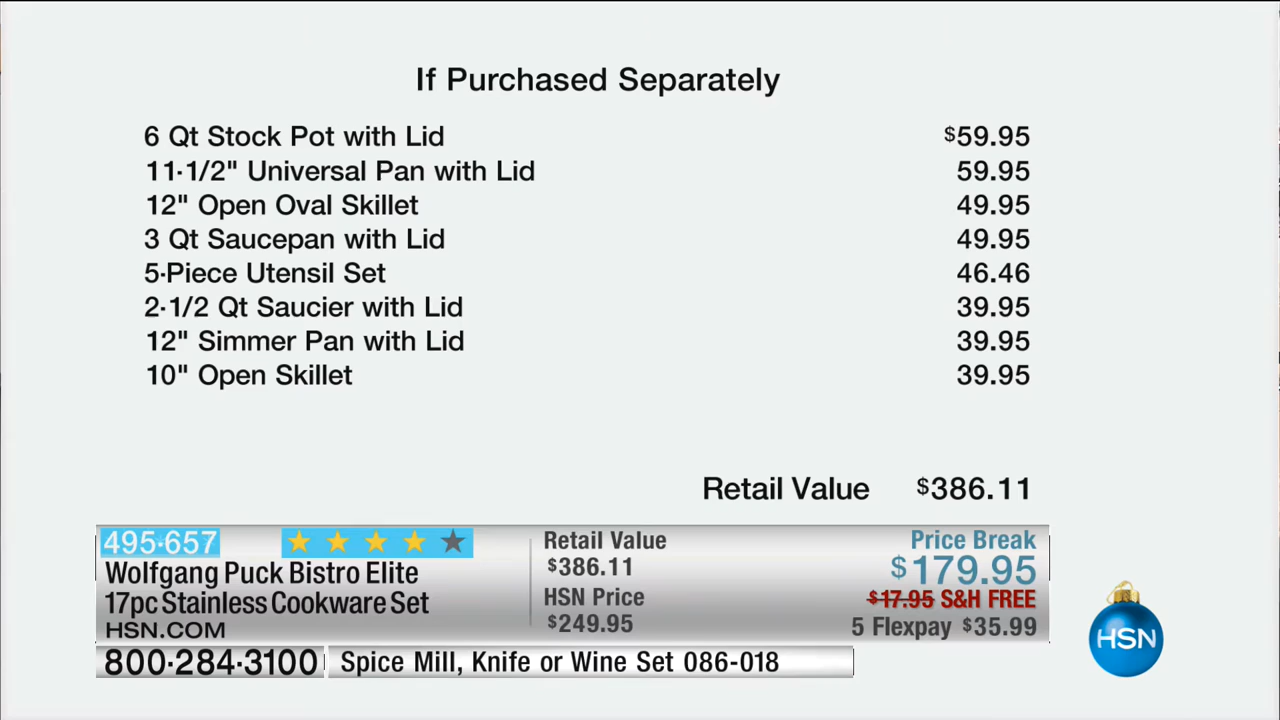 If Purchased Separately
6 Qt Stock Pot with Lid $59.95
11-1/2" Universal Pan with Lid 59.95
12" Open Oval Skillet 49.95
3 Qt Saucepan with Lid 49.95
5-Piece Utensil Set 46.46
2-1/2 Qt Saucier with Lid 39.95
12" Simmer Pan with Lid 39.95
10" Open Skillet 39.95
Retail Value $386.11
495-657
Wolfgang Puck Bistro Elite
17pc Stainless Cookware Set
HSN.COM
Retail Value
$386.11
HSN Price
$249.95
Price Break
$179.95
$17.95 S&H FREE
5 Flexpay $35.99
800-284-3100
Spice Mill, Knife or Wine Set 086-018
HSN